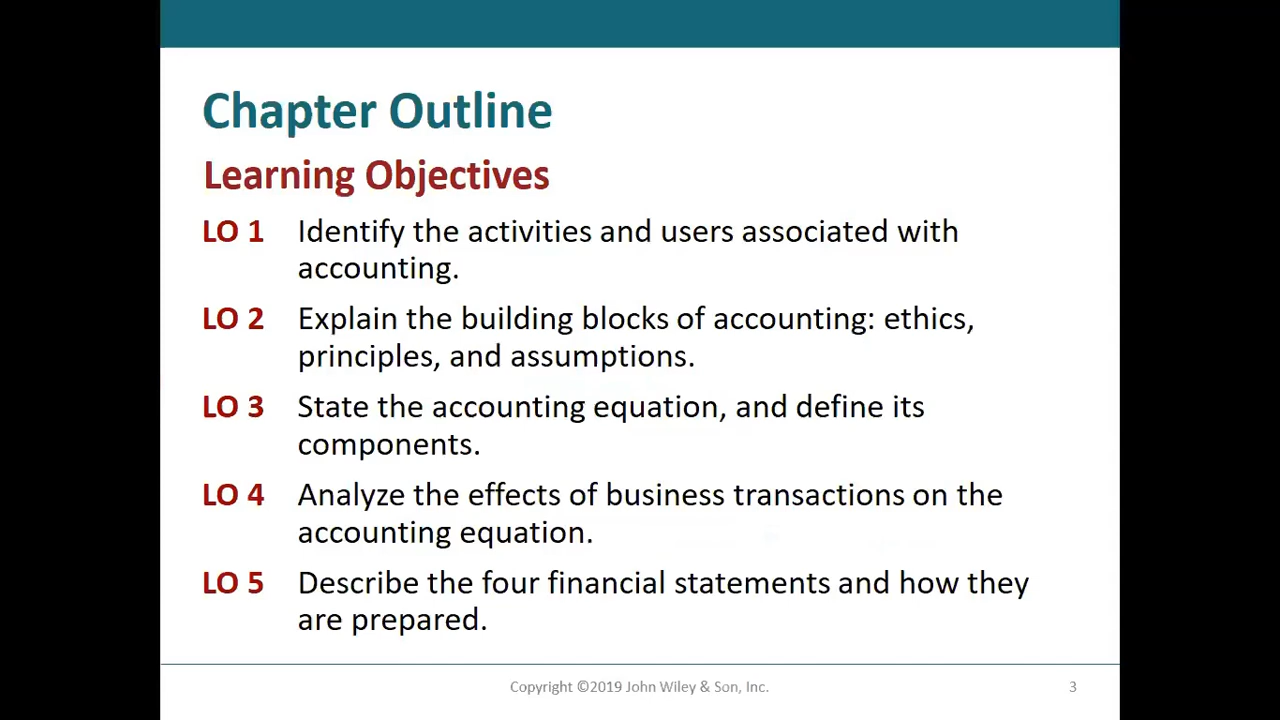 Chapter Outline
Learning Objectives
LO 1 Identify the activities and users associated with
accounting.
LO 2 Explain the building blocks of accounting: ethics,
principles, and assumptions.
LO 3 State the accounting equation, and define its
components.
LO 4 Analyze the effects of business transactions on the
accounting equation.
LO 5 Describe the four financial statements and how they
are prepared.
Copyright ©2019 John Wiley & Son, Inc. 3